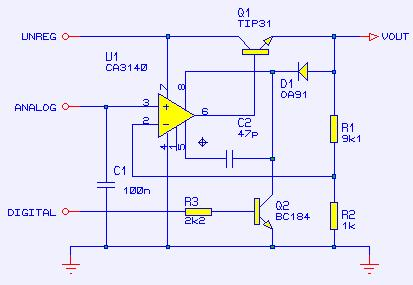 Q1
TIP31
UNREG
VOUT
U1
CA3140
7
8
D1
OA91
ANALOG
3
+
6
2
-
C2
47p
R1
9k1
4
1
5
C1
100n
R3
2k2
Q2
BC184
R2
1k
DIGITAL